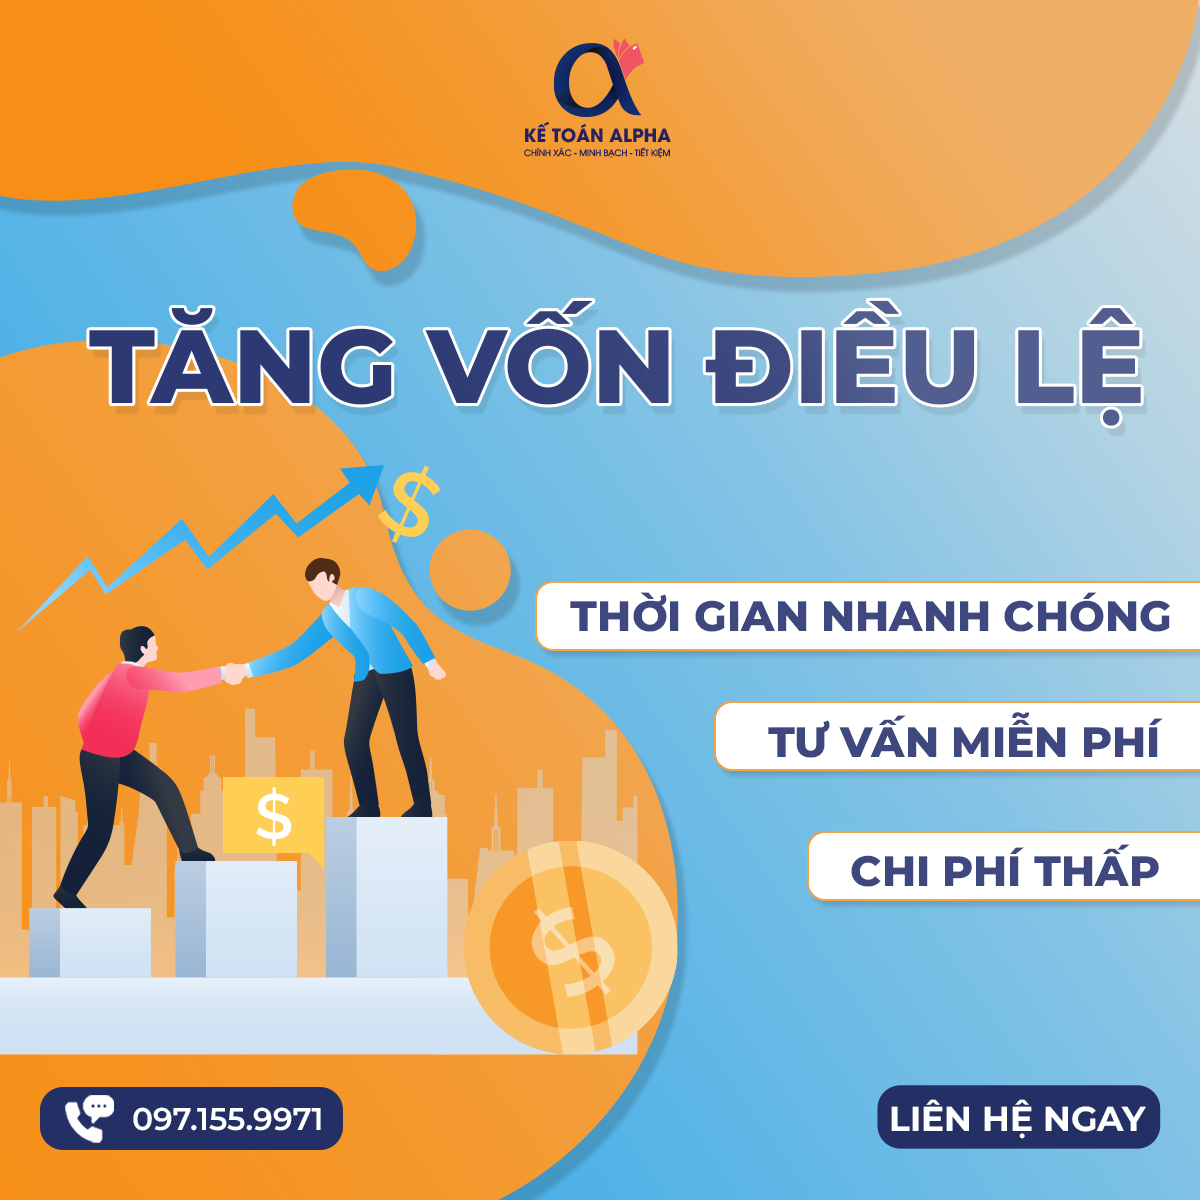 KẾ TOÁN ALPHA
CHÍNH XÁC - MINH BẠCH - TIẾT KIỆM
TĂNG VỐN ĐIỀU LỆ
$
THỜI GIAN NHANH CHÓNG
TƯ VẤN MIỄN PHÍ
$
CHI PHÍ THẤP
$
097.155.9971
LIÊN HỆ NGAY